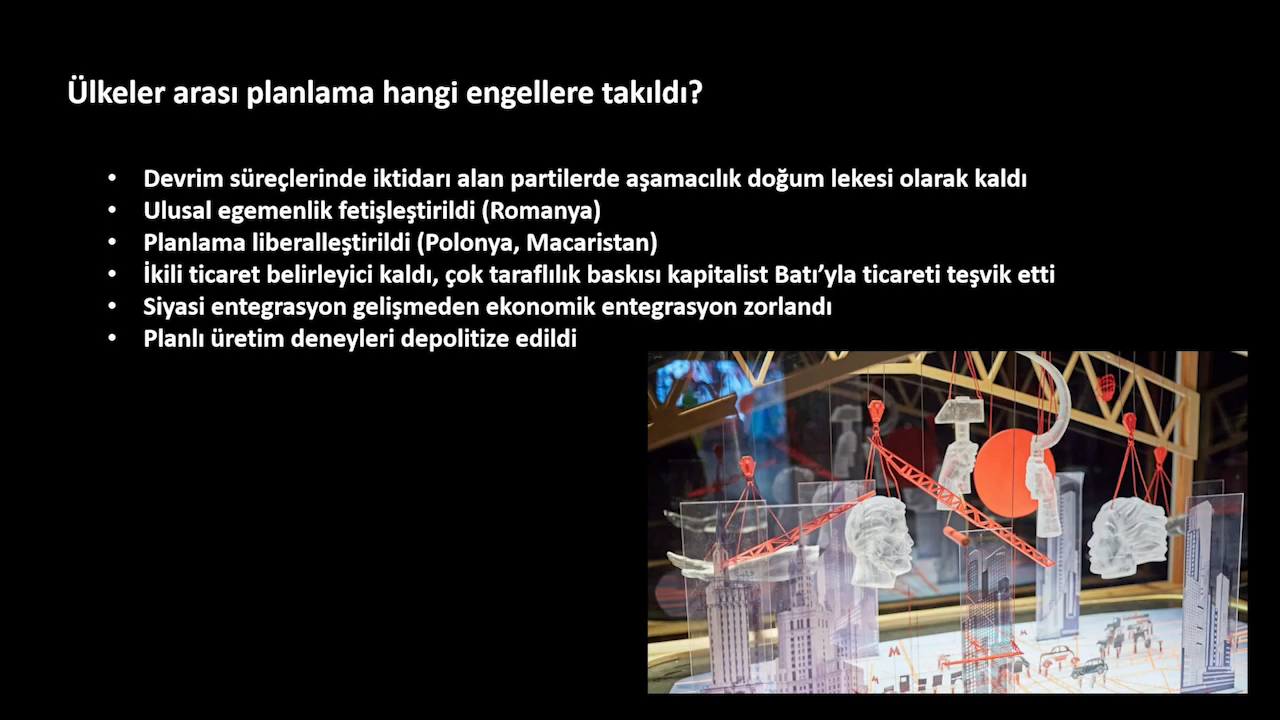 Ülkeler arası planlama hangi engellere takıldı?
• Devrim süreçlerinde iktidarı alan partilerde aşamacılık doğum lekesi olarak kaldı
• Ulusal egemenlik fetişleştirildi (Romanya)
• Planlama liberalleştirildi (Polonya, Macaristan)
• İkili ticaret belirleyici kaldı, çok taraflılık baskısı kapitalist Batı’yla ticareti teşvik etti
• Siyasi entegrasyon gelişmeden ekonomik entegrasyon zorlandı
• Planlı üretim deneyleri depolitize edildi
M
M
M